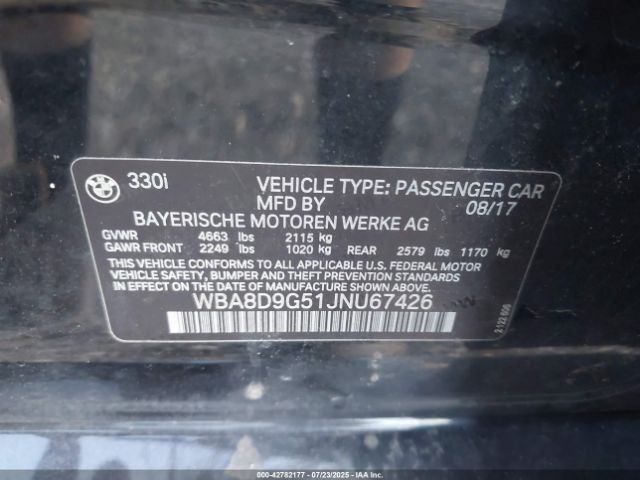 BMW
330i VEHICLE TYPE: PASSENGER CAR
MFD BY 08/17
BAYERISCHE MOTOREN WERKE AG
GVWR 4663 lbs 2115 kg
GAWR FRONT 2249 lbs 1020 kg REAR 2579 lbs 1170 kg
THIS VEHICLE CONFORMS TO ALL APPLICABLE U.S. FEDERAL MOTOR
VEHICLE SAFETY, BUMPER AND THEFT PREVENTION STANDARDS
IN EFFECT ON THE DATE OF MANUFACTURE SHOWN ABOVE.
WBA8D9G51JNU67426
000-42782177 - 07/23/2025 - IAAI.COM